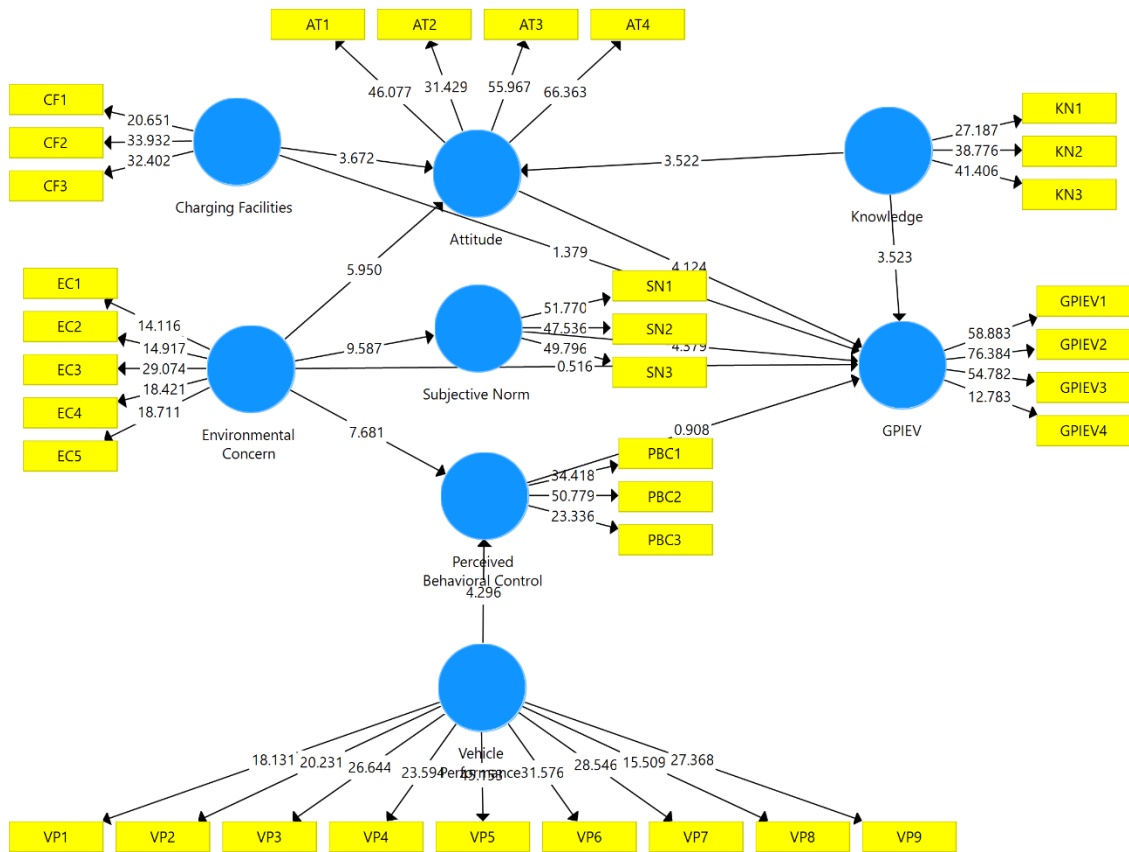 AT1
AT2
AT3
AT4
46.077
31.429
55.967
66.363
CF1
CF2
CF3
20.651
33.932
32.402
Charging Facilities
3.672
Attitude
3.522
Knowledge
27.187
38.776
41.406
KN1
KN2
KN3
5.950
1.379
4.124
3.523
EC1
EC2
EC3
EC4
EC5
14.116
14.917
29.074
18.421
18.711
Environmental
Concern
9.587
Subjective Norm
51.770
47.536
49.796
SN1
SN2
SN3
4.379
0.516
GPIEV
58.883
76.384
54.782
12.783
GPIEV1
GPIEV2
GPIEV3
GPIEV4
7.681
0.908
34.418
50.779
23.336
PBC1
PBC2
PBC3
Perceived
Behavioral Control
4.296
Vehicle
Performance
18.131
20.231
26.644
23.594
31.576
28.546
15.509
27.368
VP1
VP2
VP3
VP4
VP5
VP6
VP7
VP8
VP9